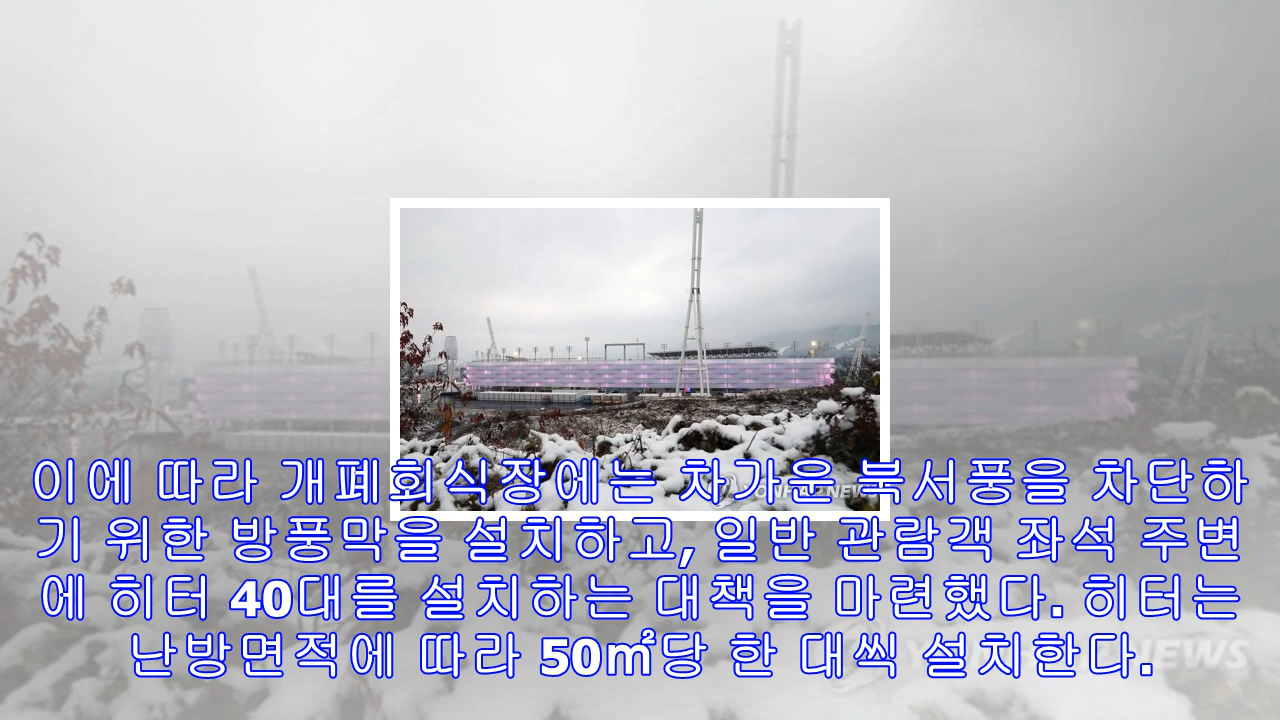 이에 따라 개폐회식장에는 차가운 북서풍을 차단하
기 위한 방풍막을 설치하고, 일반 관람객 좌석 주변
에 히터 40대를 설치하는 대책을 마련했다. 히터는
난방면적에 따라 50㎡당 한 대씩 설치한다.
YONHAP NEWS
NEWS